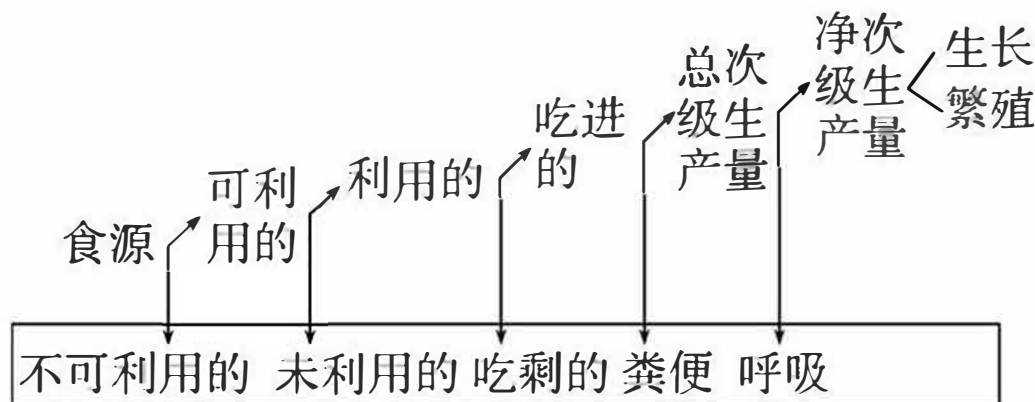 食源
可利
用的
利用的
吃进
的
总次
级生
产量
净次
级生
产量
生长
繁殖
不可利用的 未利用的 吃剩的 粪便 呼吸